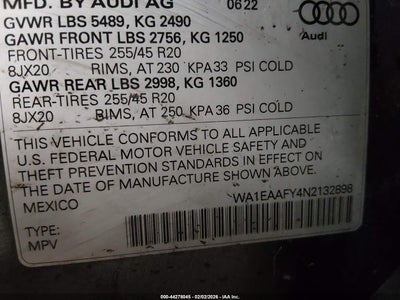 MFD. BY AUDI AG 06 22
GVWR LBS 5489, KG 2490
GAWR FRONT LBS 2756, KG 1250
FRONT-TIRES 255/45 R20
8JX20 RIMS, AT 230 KPA 33 PSI COLD
GAWR REAR LBS 2998, KG 1360
REAR-TIRES 255/45 R20
8JX20 RIMS, AT 250 KPA 36 PSI COLD
Audi
THIS VEHICLE CONFORMS TO ALL APPLICABLE
U.S. FEDERAL MOTOR VEHICLE SAFETY AND
THEFT PREVENTION STANDARDS IN EFFECT ON
THE DATE OF MANUFACTURE SHOWN ABOVE.
MEXICO
WA1EAAFY4N2132898
TYPE:
MPV
000-44278045 - 02/02/2026 - IAA Inc.